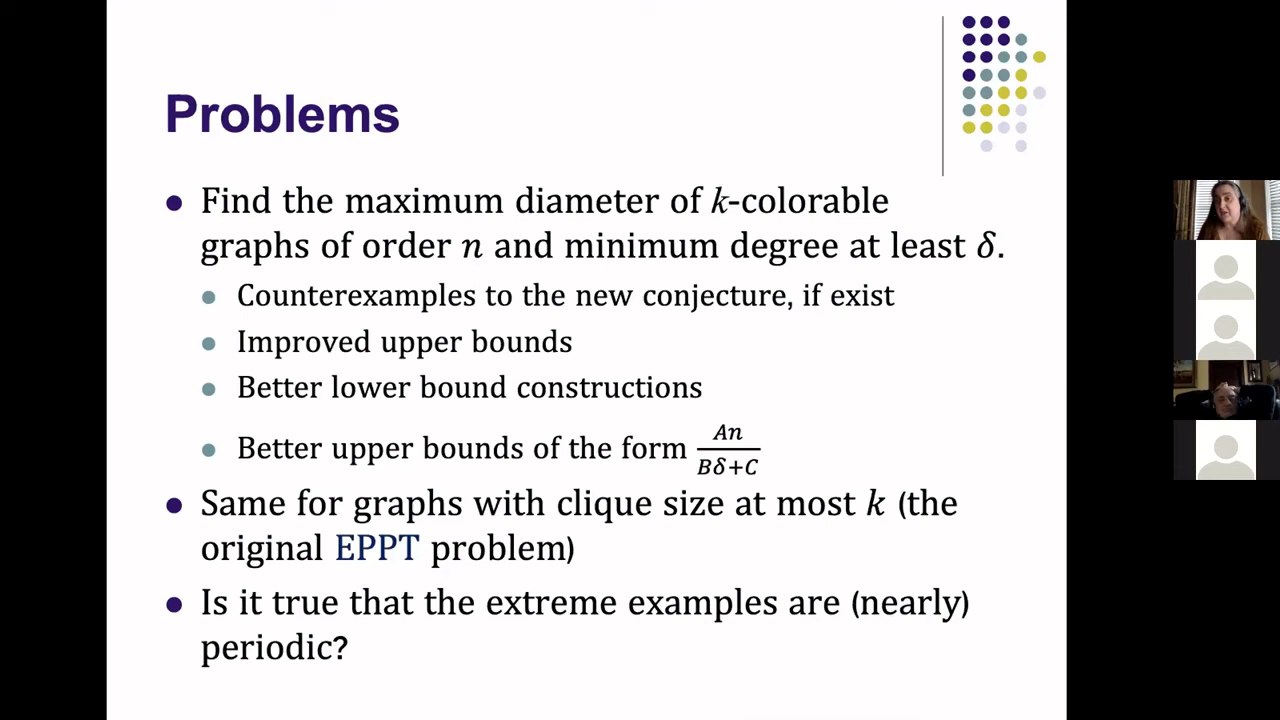 Problems
• Find the maximum diameter of k-colorable
graphs of order n and minimum degree at least δ.
• Counterexamples to the new conjecture, if exist
• Improved upper bounds
• Better lower bound constructions
• Better upper bounds of the form An/(Bδ+C)
• Same for graphs with clique size at most k (the
original EPPT problem)
• Is it true that the extreme examples are (nearly)
periodic?